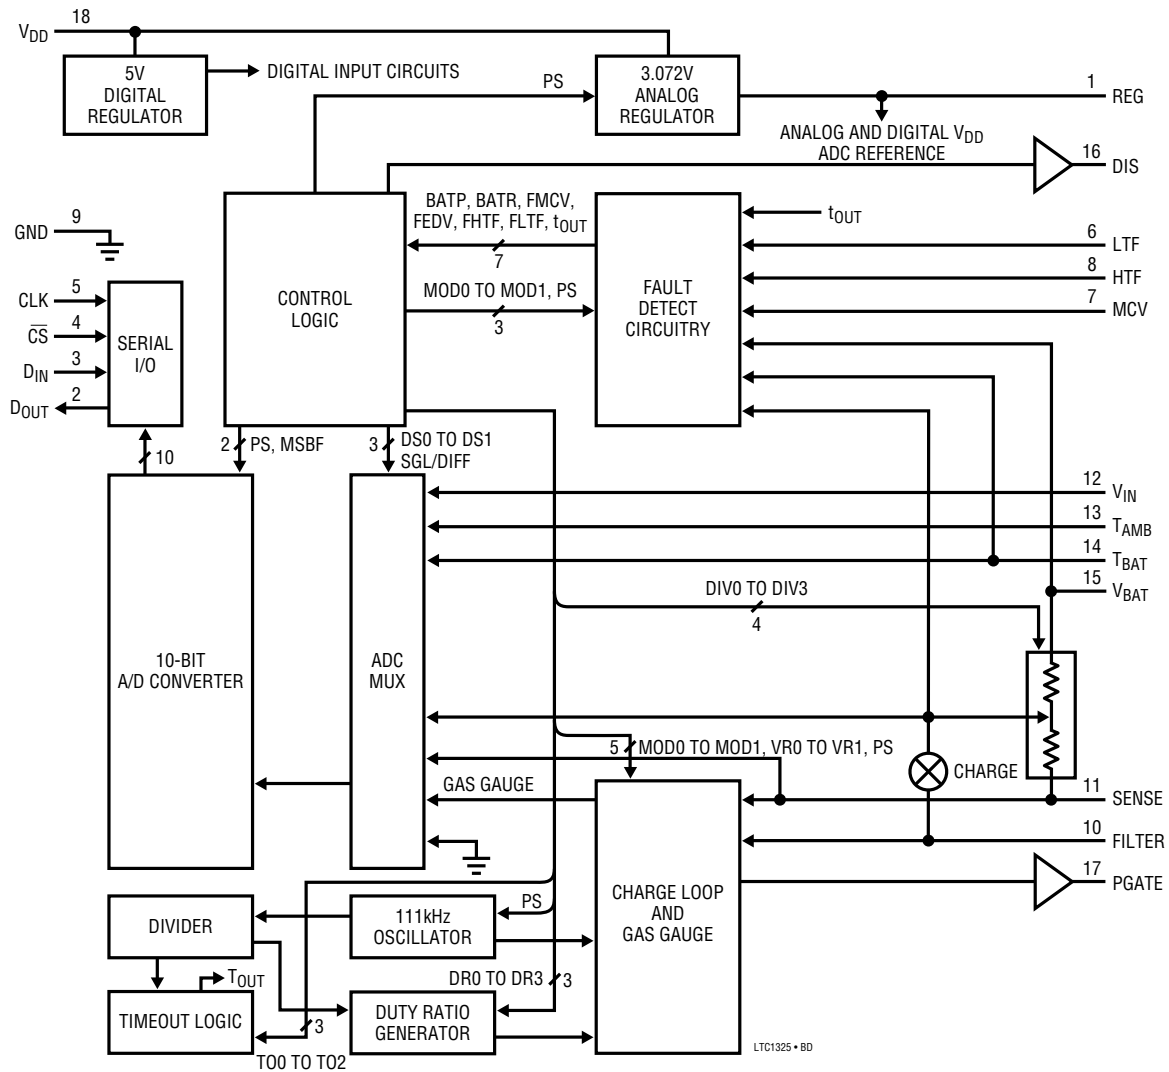 18
VDD
5V
DIGITAL
REGULATOR
DIGITAL INPUT CIRCUITS
PS
3.072V
ANALOG
REGULATOR
1
REG
ANALOG AND DIGITAL VDD
ADC REFERENCE
16
DIS
9
GND
BATP, BATR, FMCV,
FEDV, FHTF, FLTF, tOUT
7
CONTROL
LOGIC
MOD0 TO MOD1, PS
3
FAULT
DETECT
CIRCUITRY
tOUT
6
LTF
8
HTF
7
MCV
5
CLK
4
C̅S̅
3
DIN
2
DOUT
SERIAL
I/O
10
2
PS, MSBF
3
DS0 TO DS1
SGL/DIFF
12
VIN
13
TAMB
14
TBAT
15
VBAT
DIV0 TO DIV3
4
10-BIT
A/D CONVERTER
ADC
MUX
5
MOD0 TO MOD1, VR0 TO VR1, PS
CHARGE
GAS GAUGE
11
SENSE
10
FILTER
17
PGATE
CHARGE LOOP
AND
GAS GAUGE
PS
DIVIDER
111kHz
OSCILLATOR
DR0 TO DR3
3
TOUT
TIMEOUT LOGIC
3
DUTY RATIO
GENERATOR
TO0 TO TO2
LTC1325 • BD